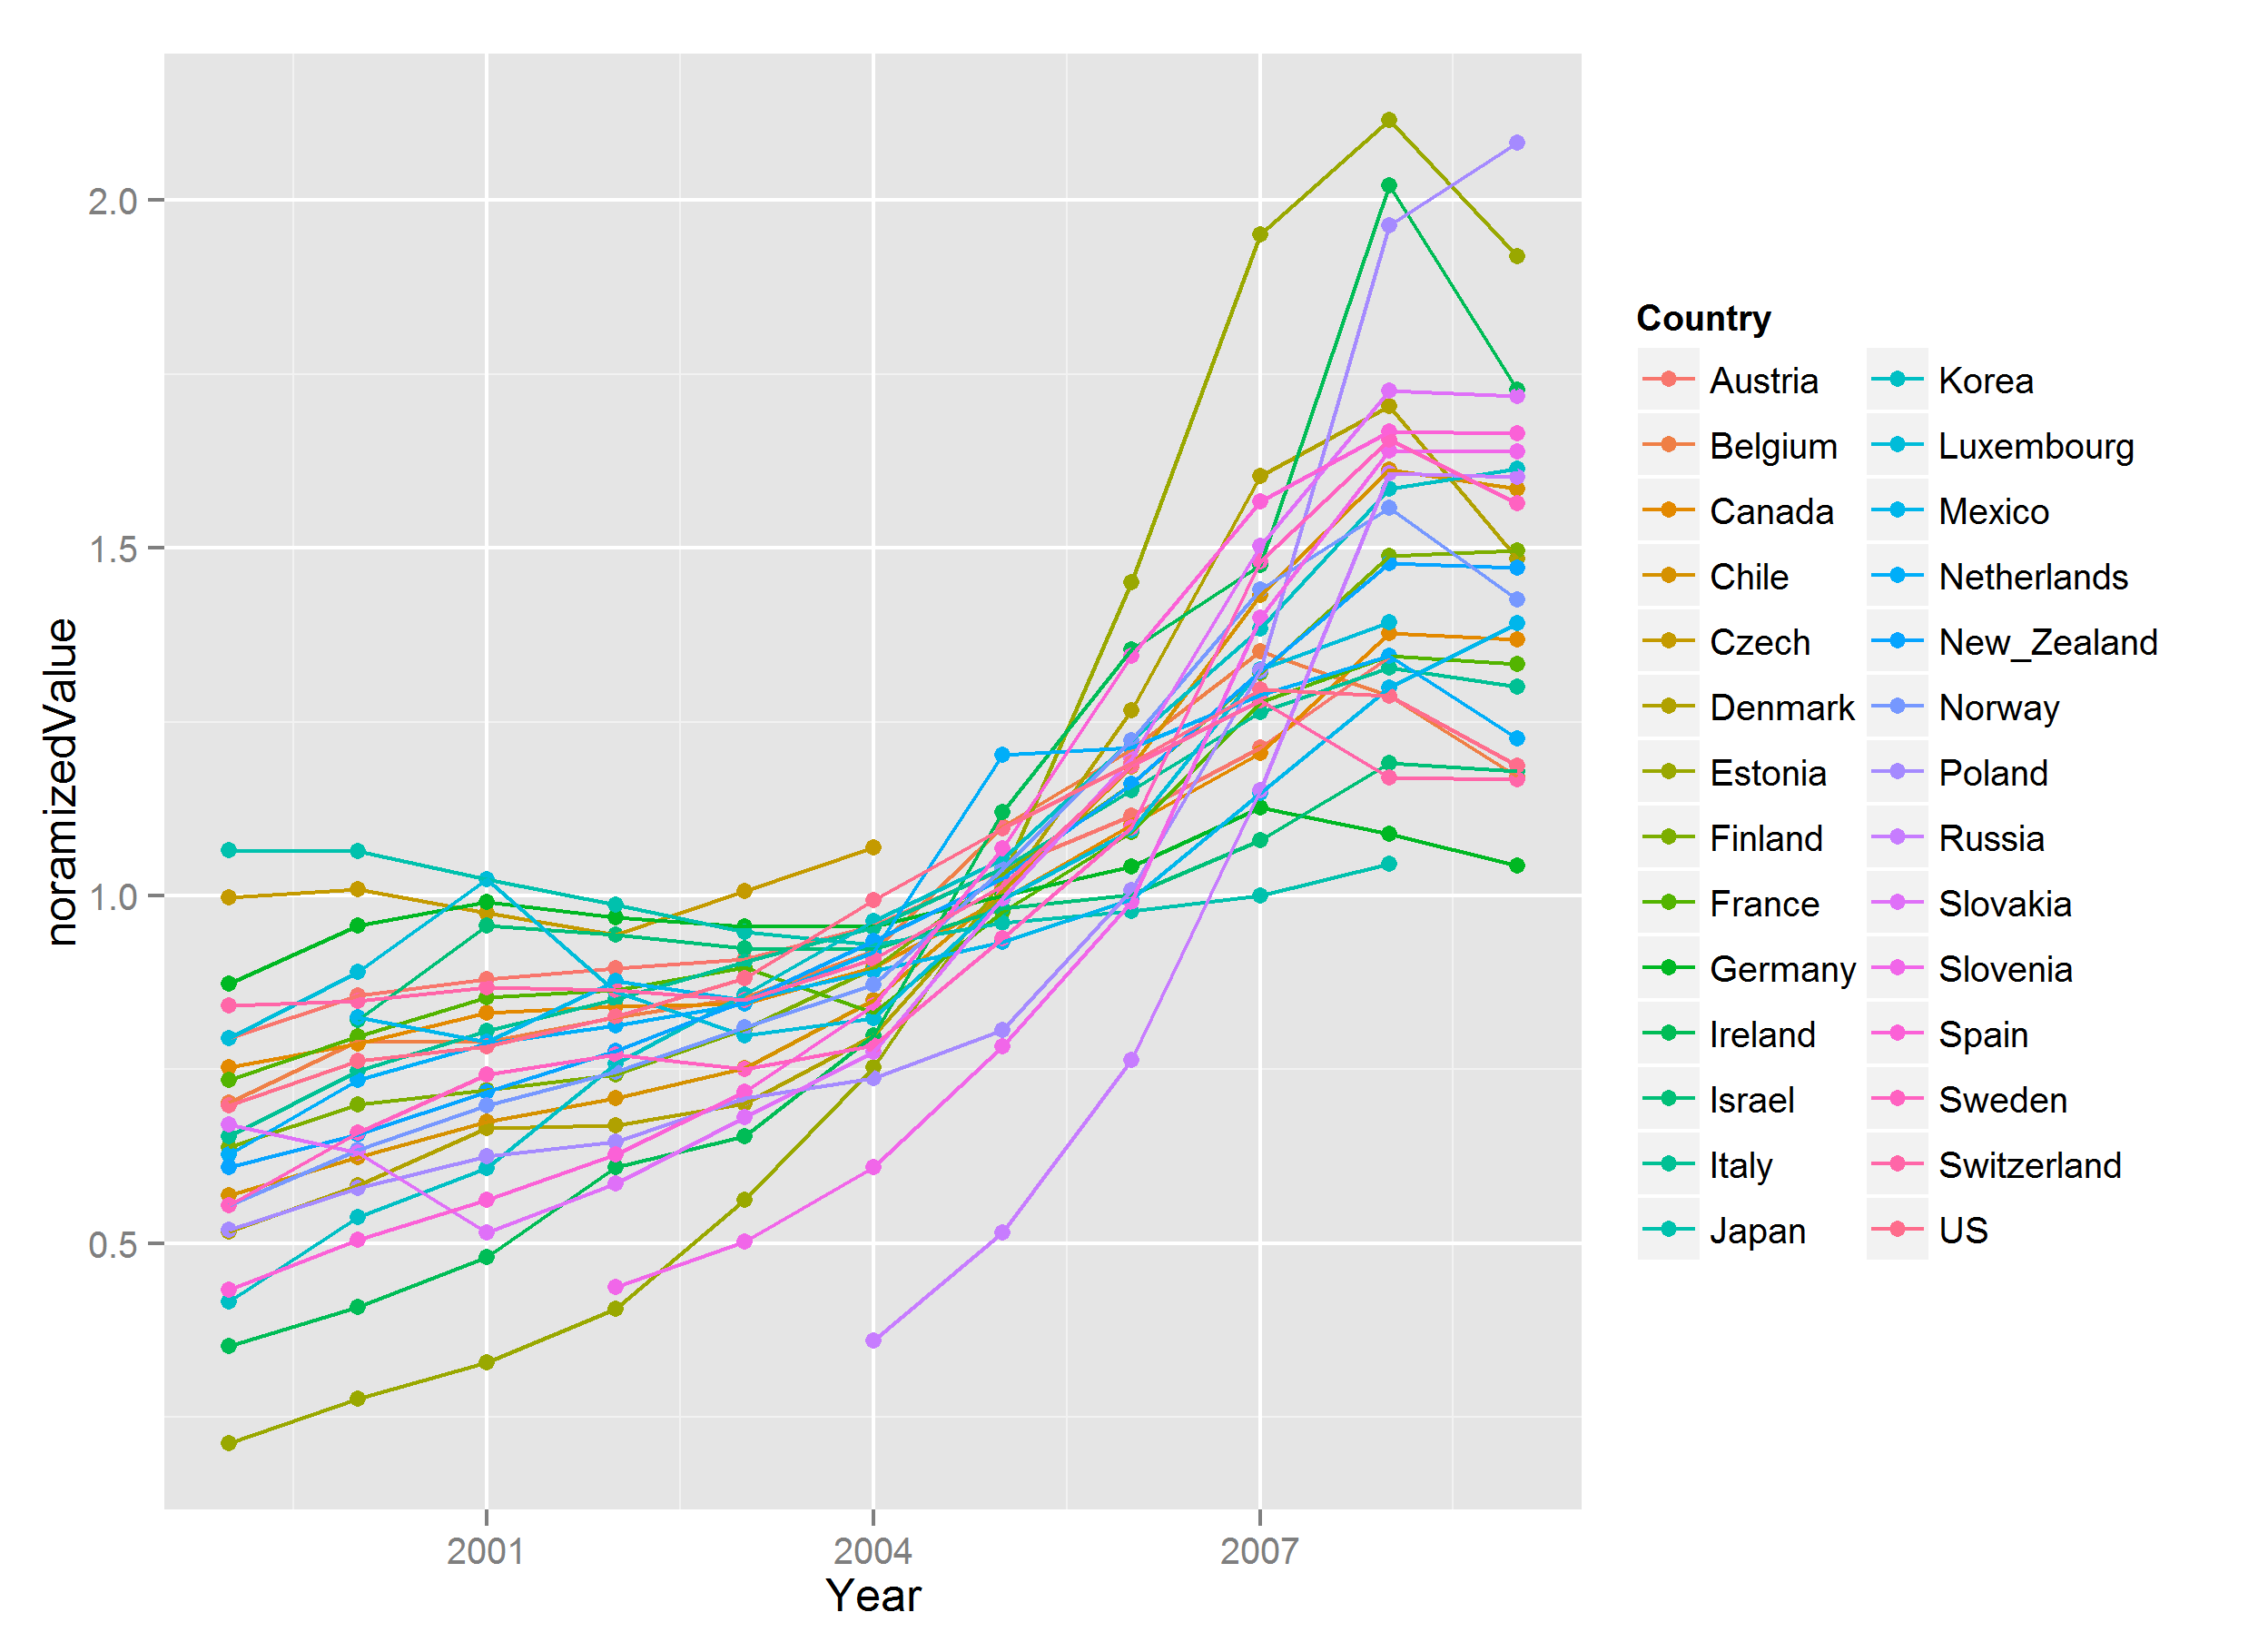 2.0
1.5
1.0
0.5
noramizedValue
2001
2004
2007
Year
Country
Austria
Belgium
Canada
Chile
Czech
Denmark
Estonia
Finland
France
Germany
Ireland
Israel
Italy
Japan
Korea
Luxembourg
Mexico
Netherlands
New_Zealand
Norway
Poland
Russia
Slovakia
Slovenia
Spain
Sweden
Switzerland
US